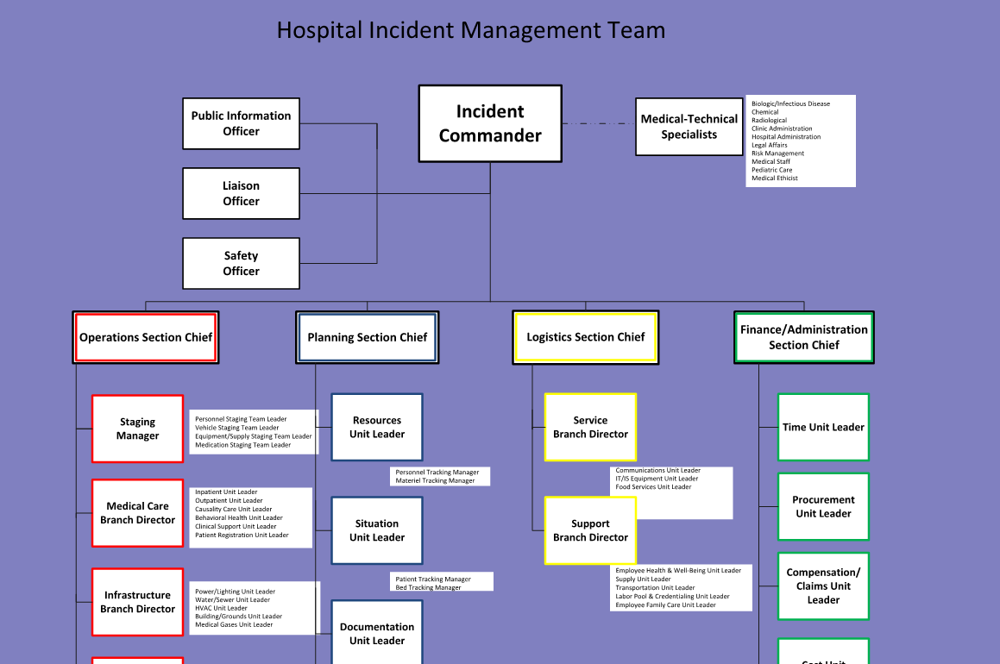 Hospital Incident Management Team
Incident
Commander
Public Information
Officer
Liaison
Officer
Safety
Officer
Medical-Technical
Specialists
Biologic/Infectious Disease
Chemical
Radiological
Clinic Administration
Hospital Administration
Legal Affairs
Risk Management
Medical Staff
Pediatric Care
Medical Ethicist
Operations Section Chief
Planning Section Chief
Logistics Section Chief
Finance/Administration
Section Chief
Staging
Manager
Personnel Staging Team Leader
Vehicle Staging Team Leader
Equipment/Supply Staging Team Leader
Medication Staging Team Leader
Medical Care
Branch Director
Inpatient Unit Leader
Outpatient Unit Leader
Causality Care Unit Leader
Behavioral Health Unit Leader
Clinical Support Unit Leader
Patient Registration Unit Leader
Infrastructure
Branch Director
Power/Lighting Unit Leader
Water/Sewer Unit Leader
HVAC Unit Leader
Building/Grounds Unit Leader
Medical Gases Unit Leader
Resources
Unit Leader
Personnel Tracking Manager
Materiel Tracking Manager
Situation
Unit Leader
Patient Tracking Manager
Bed Tracking Manager
Documentation
Unit Leader
Service
Branch Director
Communications Unit Leader
IT/IS Equipment Unit Leader
Food Services Unit Leader
Support
Branch Director
Employee Health & Well-Being Unit Leader
Supply Unit Leader
Transportation Unit Leader
Labor Pool & Credentialing Unit Leader
Employee Family Care Unit Leader
Time Unit Leader
Procurement
Unit Leader
Compensation/
Claims Unit
Leader
Cost Unit